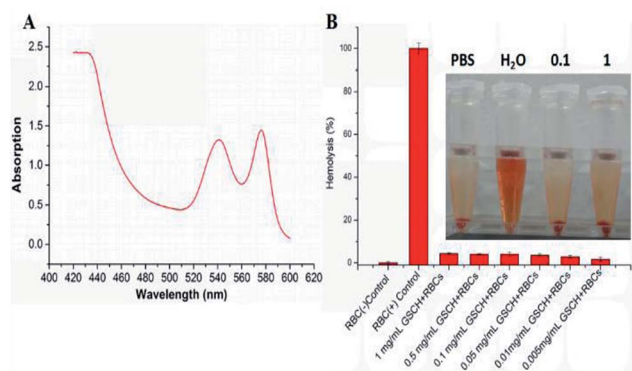 A
Absorption
2.5
2.0
1.5
1.0
0.5
0.0
400 420 440 460 480 500 520 540 560 580 600 620
Wavelength (nm)
B
Hemolysis (%)
100
80
60
40
20
0
PBS H₂O 0.1 1
RBC(-)Control
RBC(+) Control
1 mg/mL GSCH+RBCs
0.5 mg/mL GSCH+RBCs
0.1 mg/mL GSCH+RBCs
0.05 mg/mL GSCH+RBCs
0.01mg/mL GSCH+RBCs
0.005mg/mL GSCH+RBCs